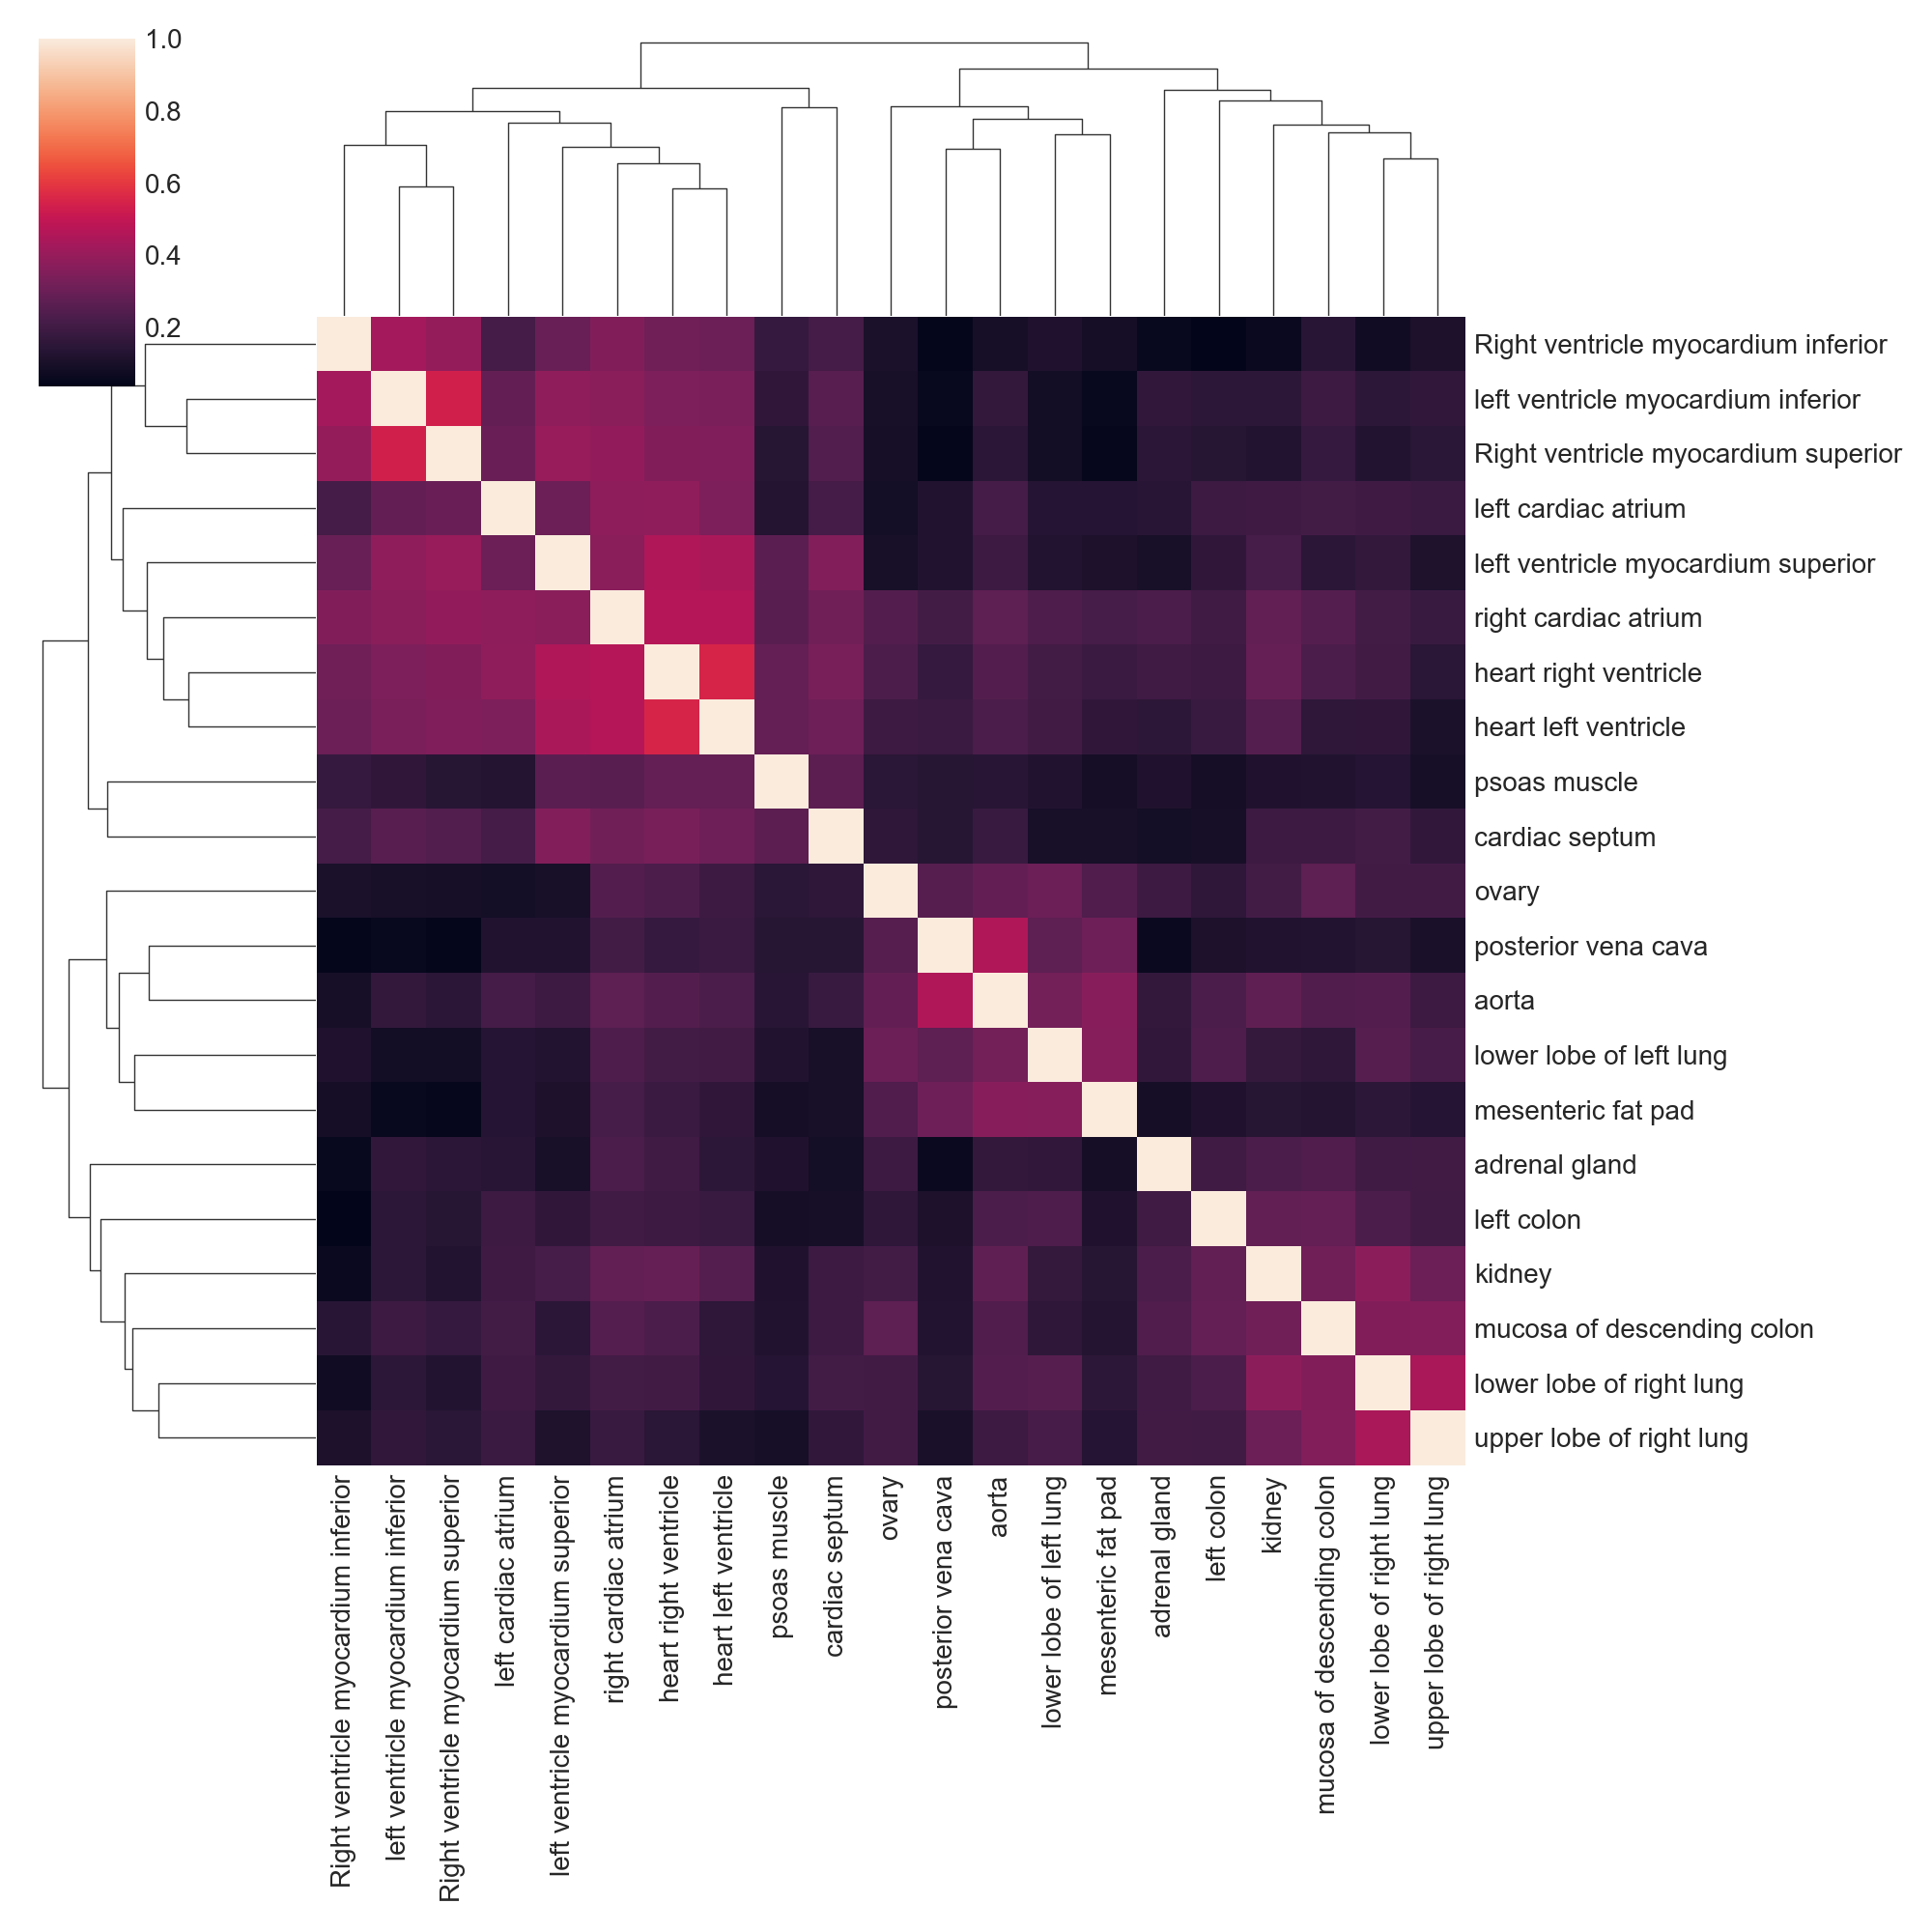 1.0
0.8
0.6
0.4
0.2
Right ventricle myocardium inferior
left ventricle myocardium inferior
Right ventricle myocardium superior
left cardiac atrium
left ventricle myocardium superior
right cardiac atrium
heart right ventricle
heart left ventricle
psoas muscle
cardiac septum
ovary
posterior vena cava
aorta
lower lobe of left lung
mesenteric fat pad
adrenal gland
left colon
kidney
mucosa of descending colon
lower lobe of right lung
upper lobe of right lung
Right ventricle myocardium inferior
left ventricle myocardium inferior
Right ventricle myocardium superior
left cardiac atrium
left ventricle myocardium superior
right cardiac atrium
heart right ventricle
heart left ventricle
psoas muscle
cardiac septum
ovary
posterior vena cava
aorta
lower lobe of left lung
mesenteric fat pad
adrenal gland
left colon
kidney
mucosa of descending colon
lower lobe of right lung
upper lobe of right lung